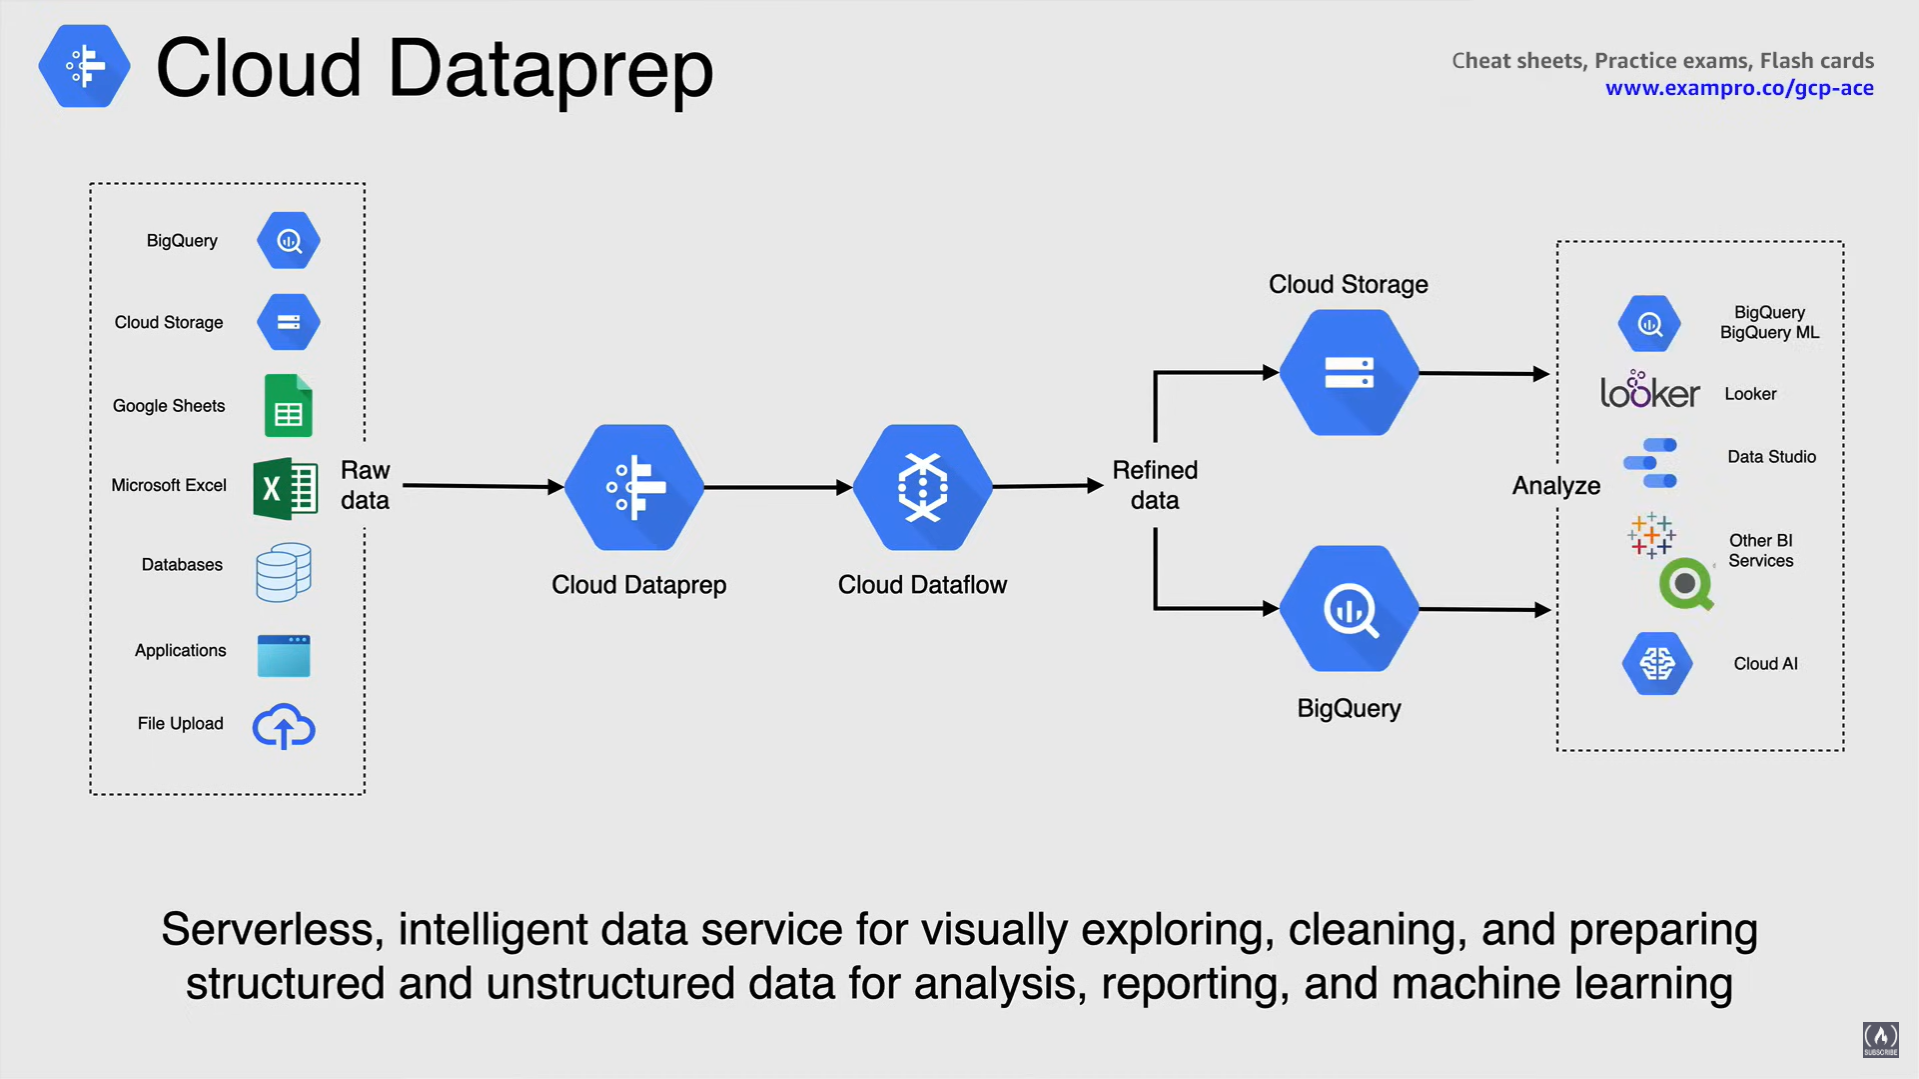 Cloud Dataprep
Cheat sheets, Practice exams, Flash cards
www.exampro.co/gcp-ace
BigQuery
Cloud Storage
Google Sheets
Microsoft Excel
Databases
Applications
File Upload
Raw
data
Cloud Dataprep
Cloud Dataflow
Refined
data
Cloud Storage
BigQuery
Analyze
BigQuery
BigQuery ML
looker
Looker
Data Studio
Other BI
Services
Cloud AI
Serverless, intelligent data service for visually exploring, cleaning, and preparing
structured and unstructured data for analysis, reporting, and machine learning
SUBSCRIBE